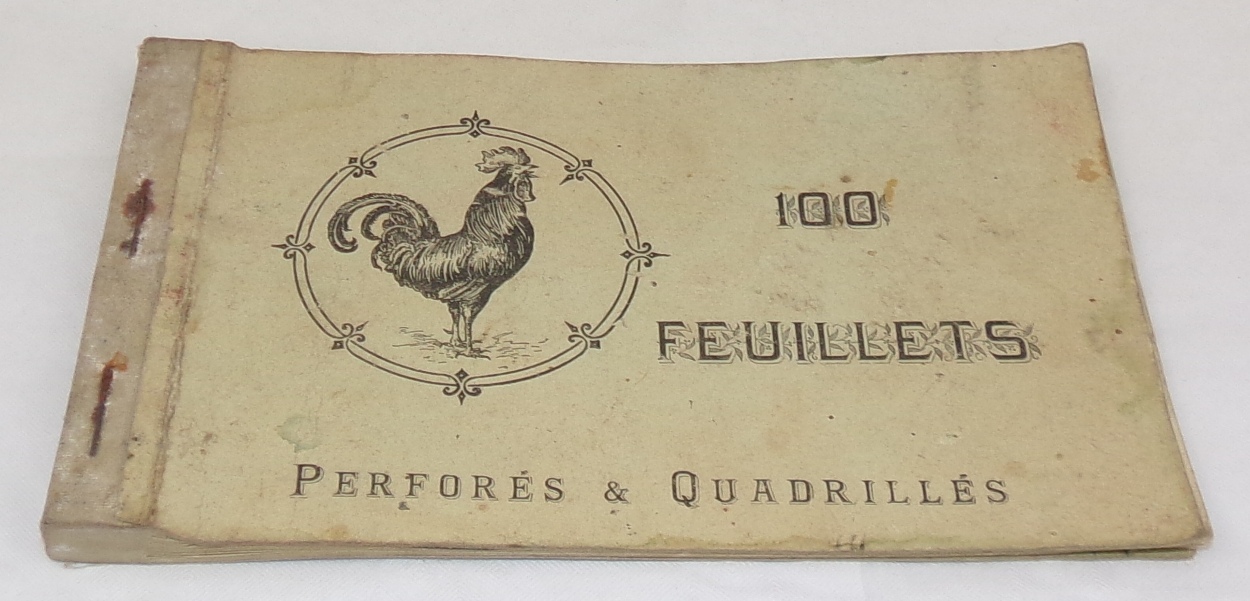 100
FEUILLETS
PERFORÉS & QUADRILLÉS